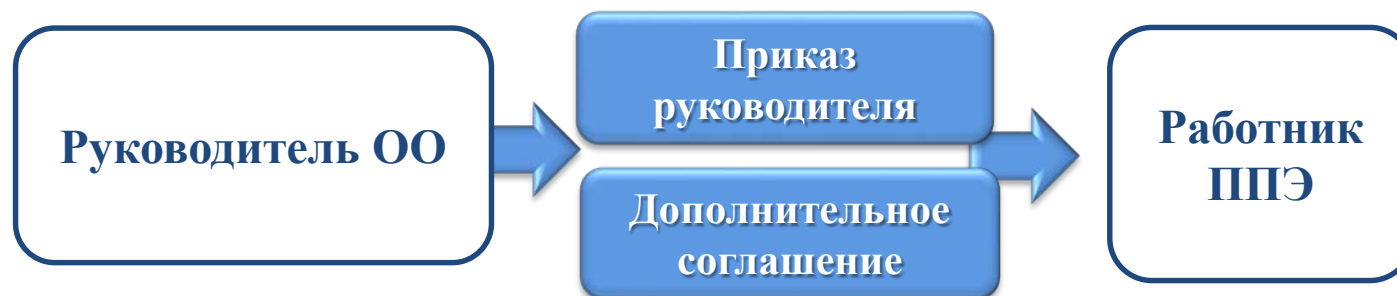 Руководитель ОО
Приказ
руководителя
Дополнительное
соглашение
Работник
ППЭ